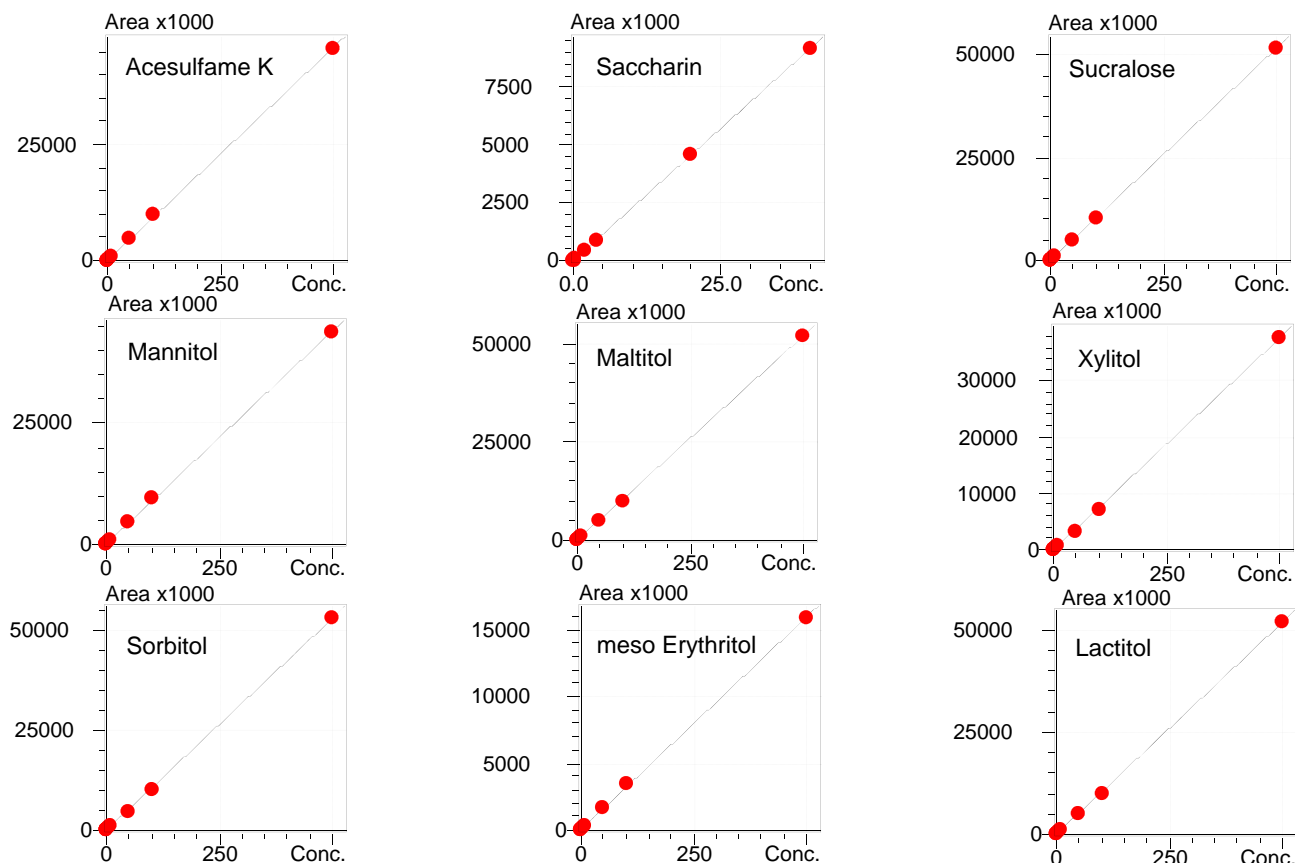 Area x1000
Acesulfame K
25000
0
0
250
Conc.
Area x1000
Saccharin
7500
5000
2500
0
0.0
25.0
Conc.
Area x1000
50000
Sucralose
25000
0
0
250
Conc.
Area x1000
Mannitol
25000
0
0
250
Conc.
Area x1000
50000
Maltitol
25000
0
0
250
Conc.
Area x1000
Xylitol
30000
20000
10000
0
0
250
Conc.
Area x1000
50000
Sorbitol
25000
0
0
250
Conc.
Area x1000
15000
meso Erythritol
10000
5000
0
0
250
Conc.
Area x1000
50000
Lactitol
25000
0
0
250
Conc.